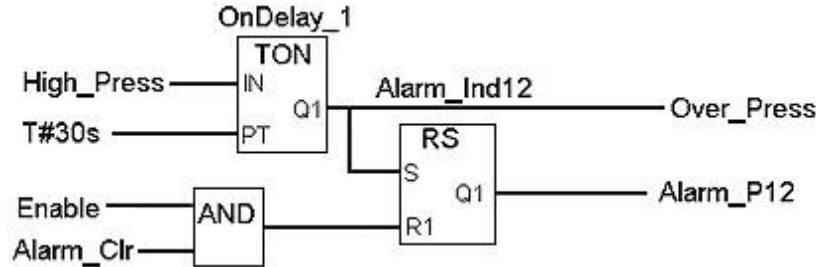 OnDelay_1
TON
High_Press
IN
Q1
Alarm_Ind12
Over_Press
T#30s
PT
RS
S
Q1
Alarm_P12
Enable
AND
R1
Alarm_Clr